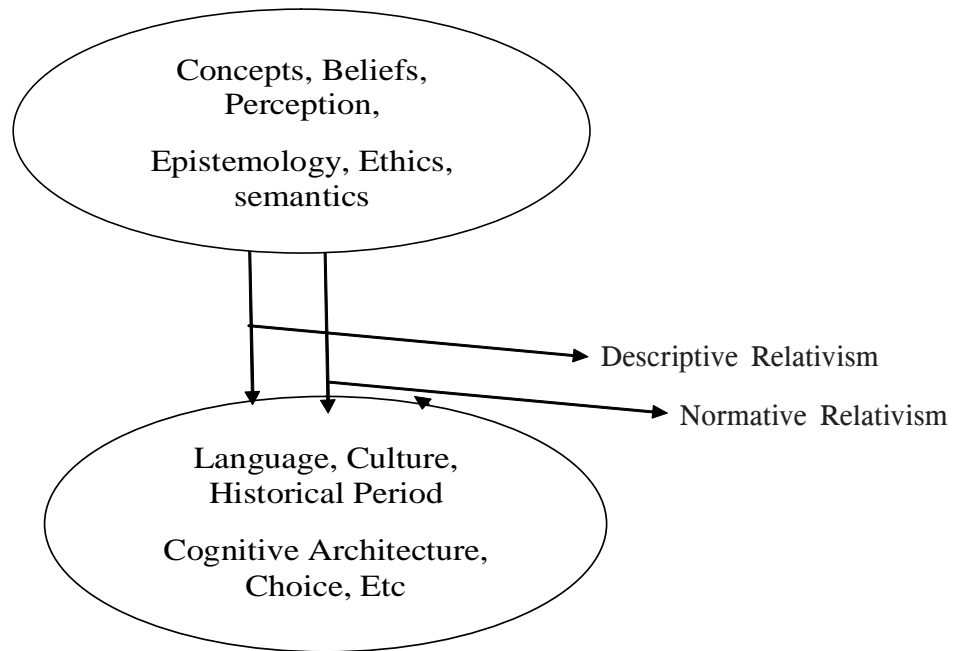 Concepts, Beliefs,
Perception,
Epistemology, Ethics,
semantics
Descriptive Relativism
Normative Relativism
Language, Culture,
Historical Period
Cognitive Architecture,
Choice, Etc